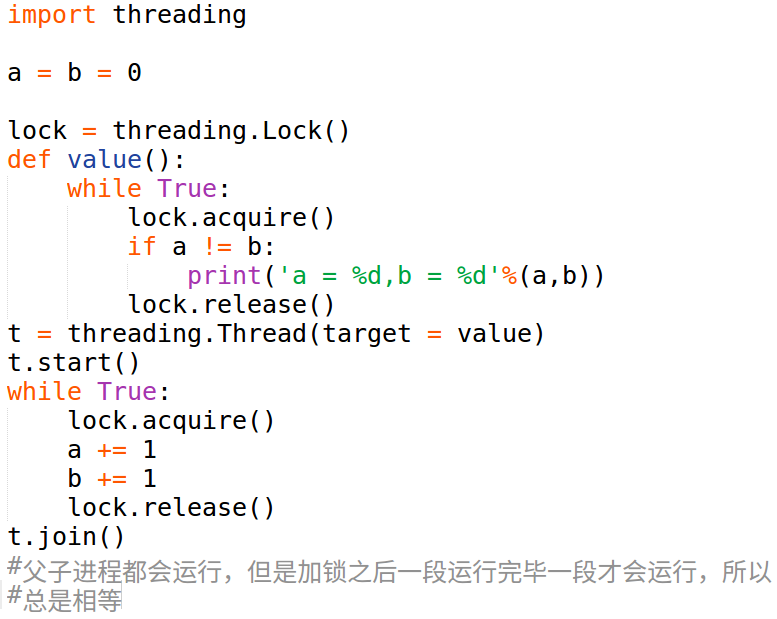 import threading
a = b = 0
lock = threading.Lock()
def value():
    while True:
        lock.acquire()
        if a != b:
            print('a = %d,b = %d'%(a,b))
        lock.release()
t = threading.Thread(target = value)
t.start()
while True:
    lock.acquire()
    a += 1
    b += 1
    lock.release()
t.join()
#父子进程都会运行，但是加锁之后一段运行完毕一段才会运行，所以
#总是相等